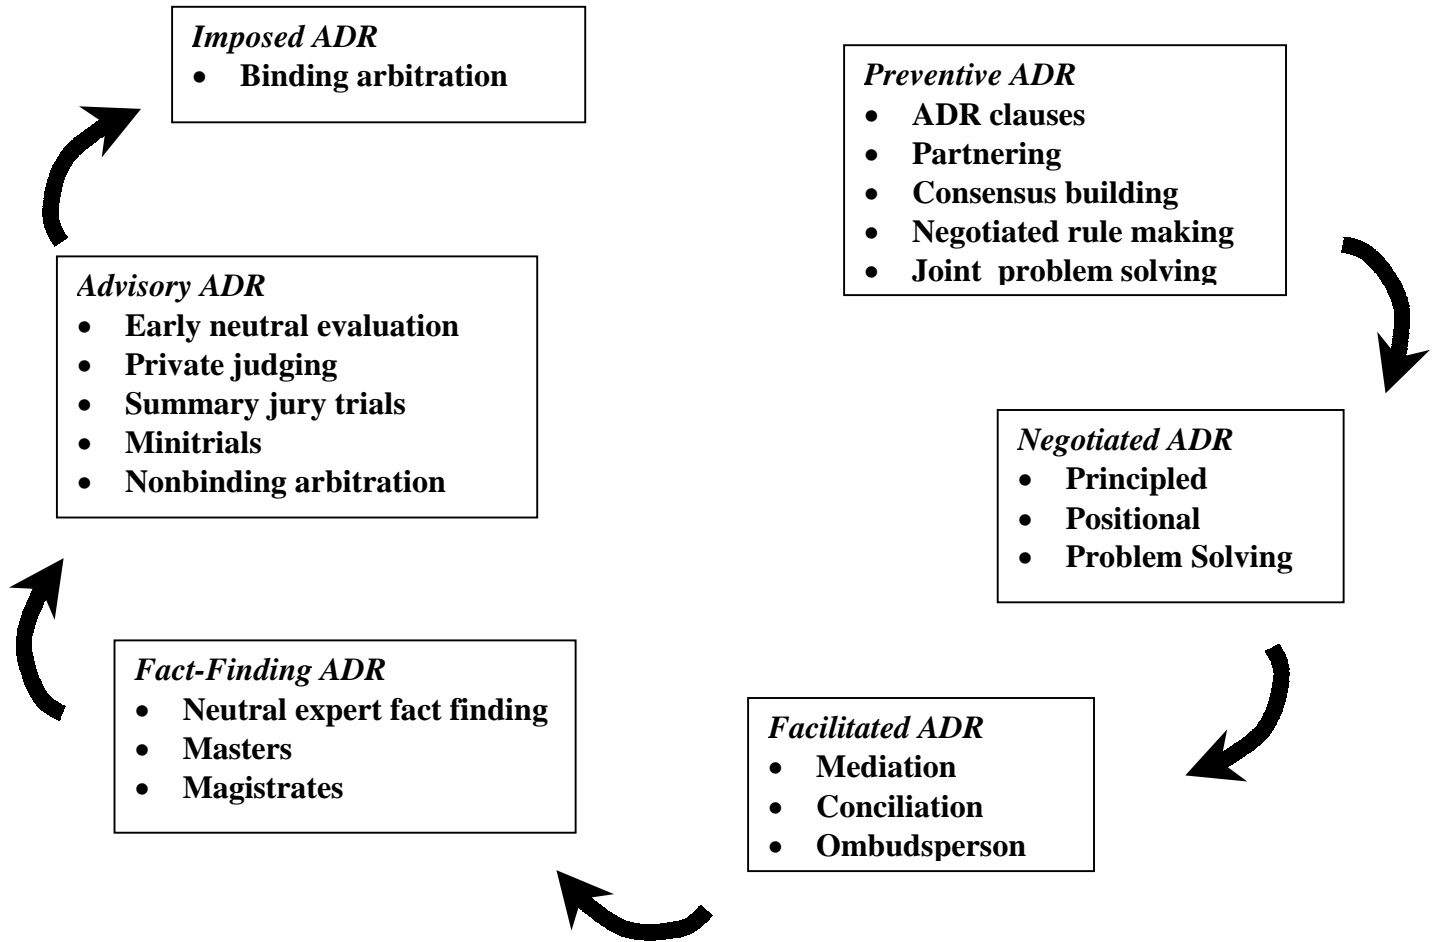 Imposed ADR
• Binding arbitration
Preventive ADR
• ADR clauses
• Partnering
• Consensus building
• Negotiated rule making
• Joint problem solving
Negotiated ADR
• Principled
• Positional
• Problem Solving
Facilitated ADR
• Mediation
• Conciliation
• Ombudsperson
Fact-Finding ADR
• Neutral expert fact finding
• Masters
• Magistrates
Advisory ADR
• Early neutral evaluation
• Private judging
• Summary jury trials
• Minitrials
• Nonbinding arbitration